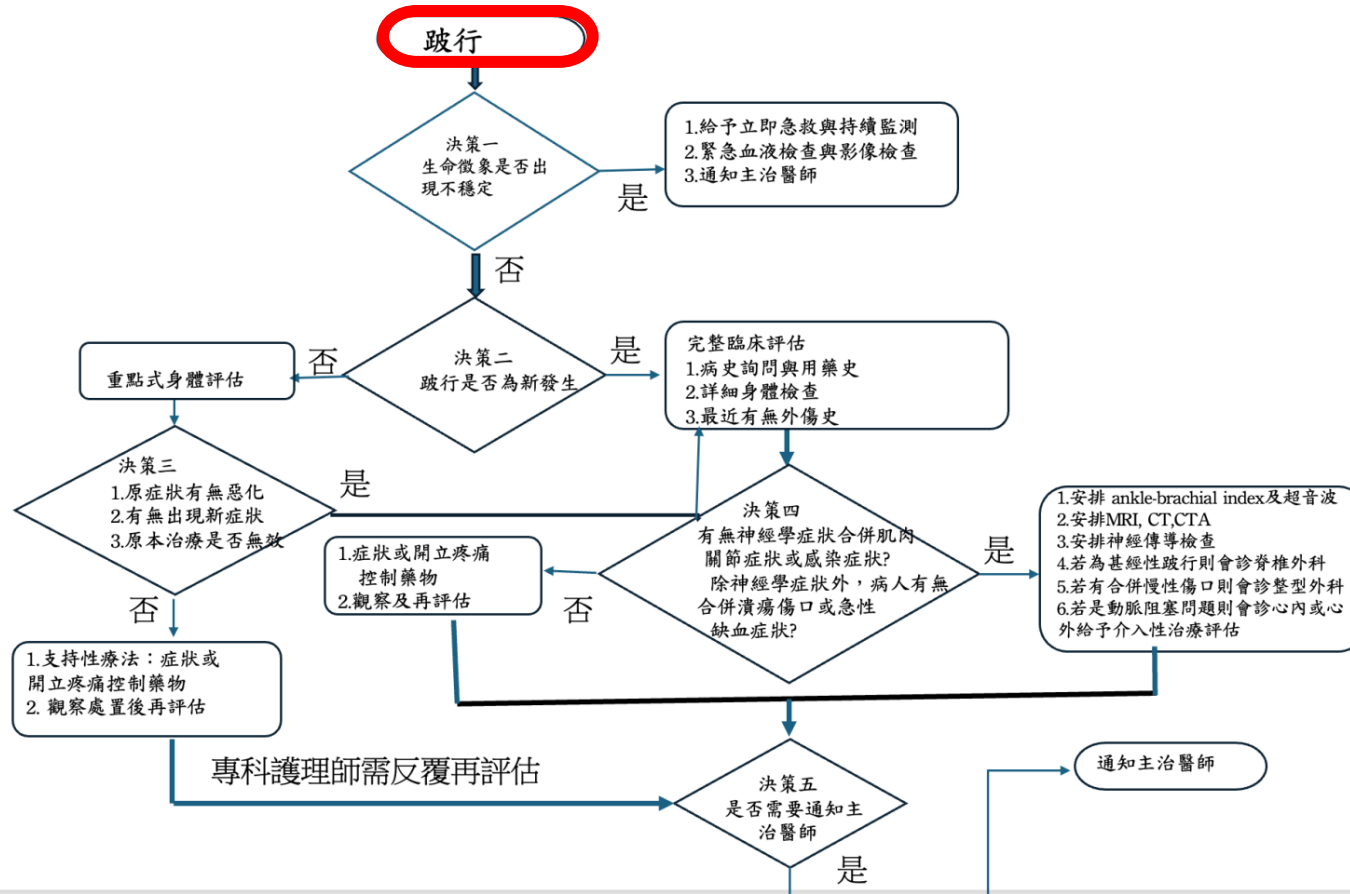 跛行
決策一
生命徵象是否出
現不穩定
是
1.給予立即急救與持續監測
2.緊急血液檢查與影像檢查
3.通知主治醫師
否
決策二
跛行是否為新發生
否
是
重點式身體評估
完整臨床評估
1.病史詢問與用藥史
2.詳細身體檢查
3.最近有無外傷史
決策三
1.原症狀有無惡化
2.有無出現新症狀
3.原本治療是否無效
是
否
決策四
有無神經學症狀合併肌肉
關節症狀或感染症狀?
除神經學症狀外,病人有無
合併潰瘍傷口或急性
缺血症狀?
否
是
1.症狀或開立疼痛
控制藥物
2.觀察及再評估
1.安排 ankle-brachial index及超音波
2.安排MRI, CT,CTA
3.安排神經傳導檢查
4.若為甚經性跛行則會診脊椎外科
5.若有合併慢性傷口則會診整型外科
6.若是動脈阻塞問題則會診心內或心
外給予介入性治療評估
1.支持性療法:症狀或
開立疼痛控制藥物
2. 觀察處置後再評估
專科護理師需反覆再評估
決策五
是否需要通知主
治醫師
是
通知主治醫師